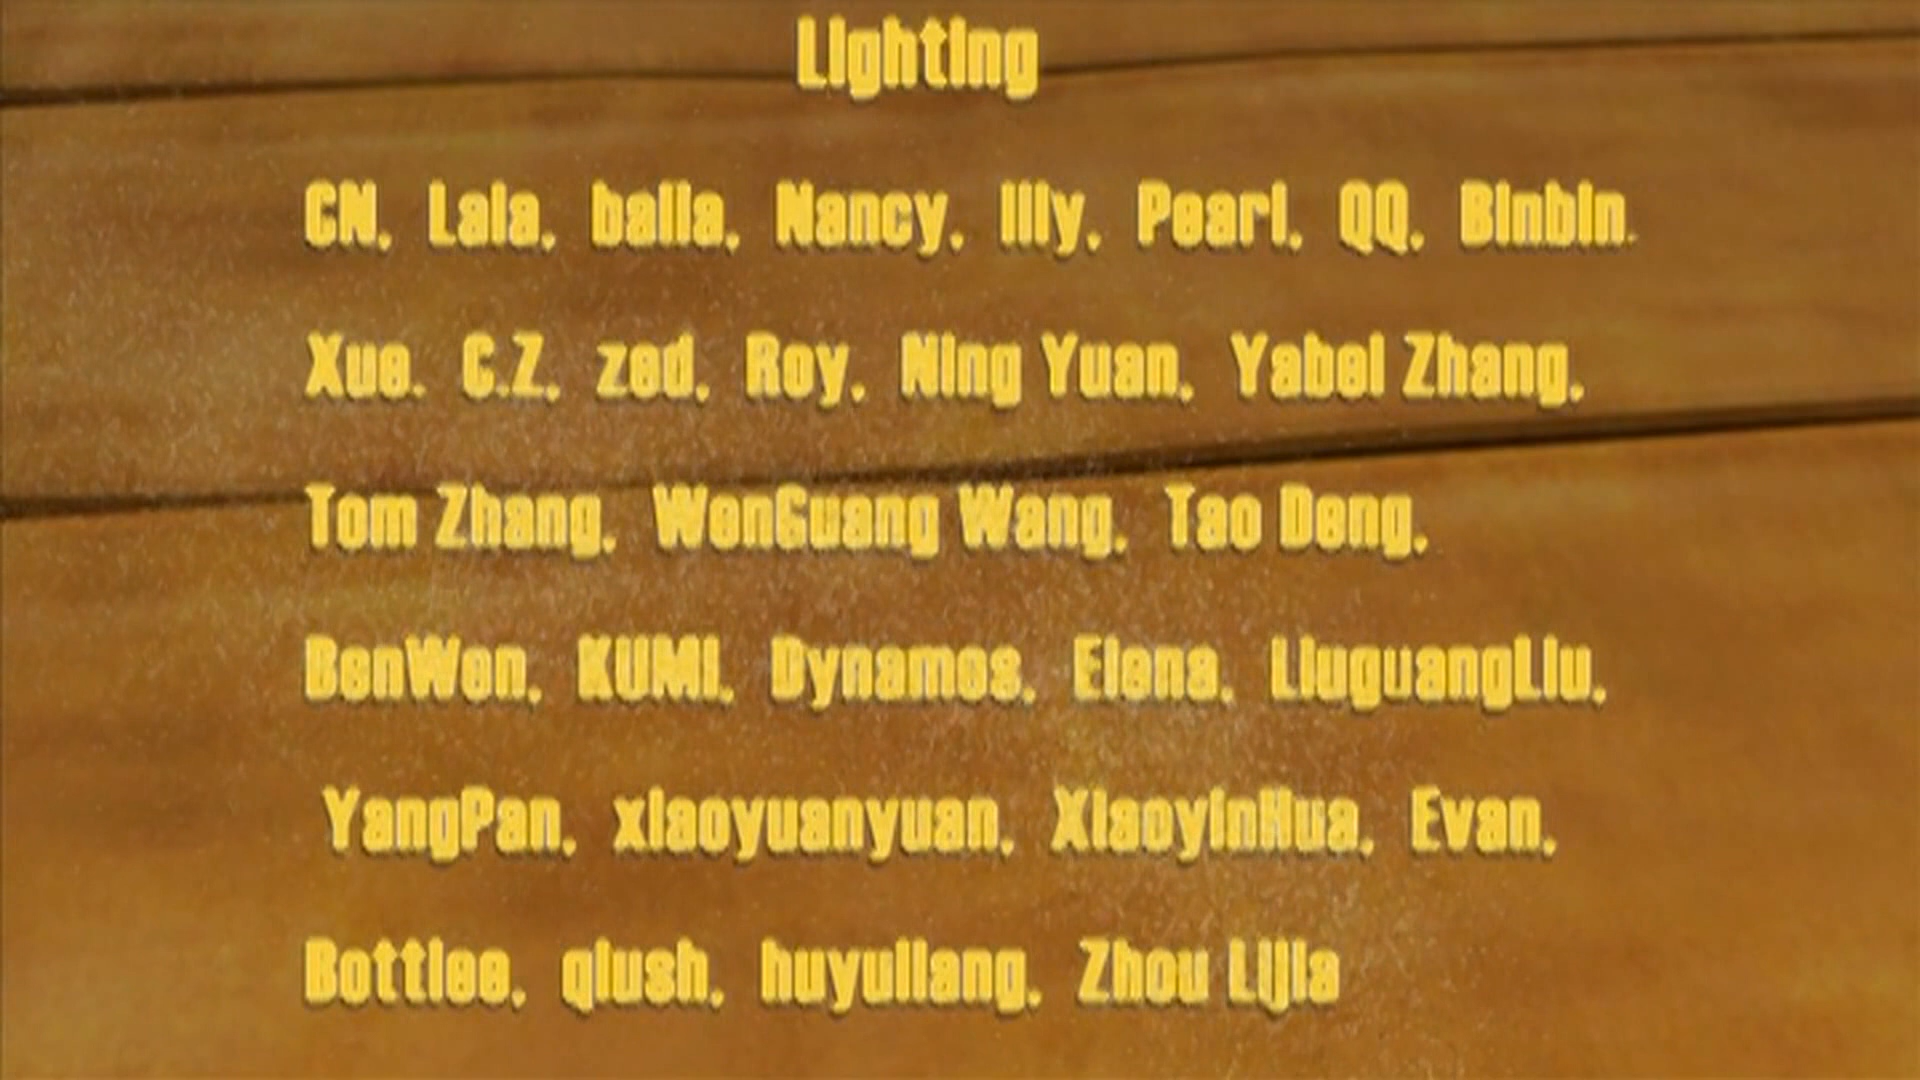 Lighting
CN, Lala, balla, Nancy, lily, Pearl, QQ, Binbin.
Xue. C.Z, zed, Roy, Ning Yuan, Yabei Zhang,
Tom Zhang, WenGuang Wang, Tao Deng,
BenWen, KUMI, Dynames, Elena, LiuguangLiu,
YangPan, xiaoyuanyuan, XiaoyinHua, Evan,
Bottlee, qiush, huyuliang, Zhou Lijia